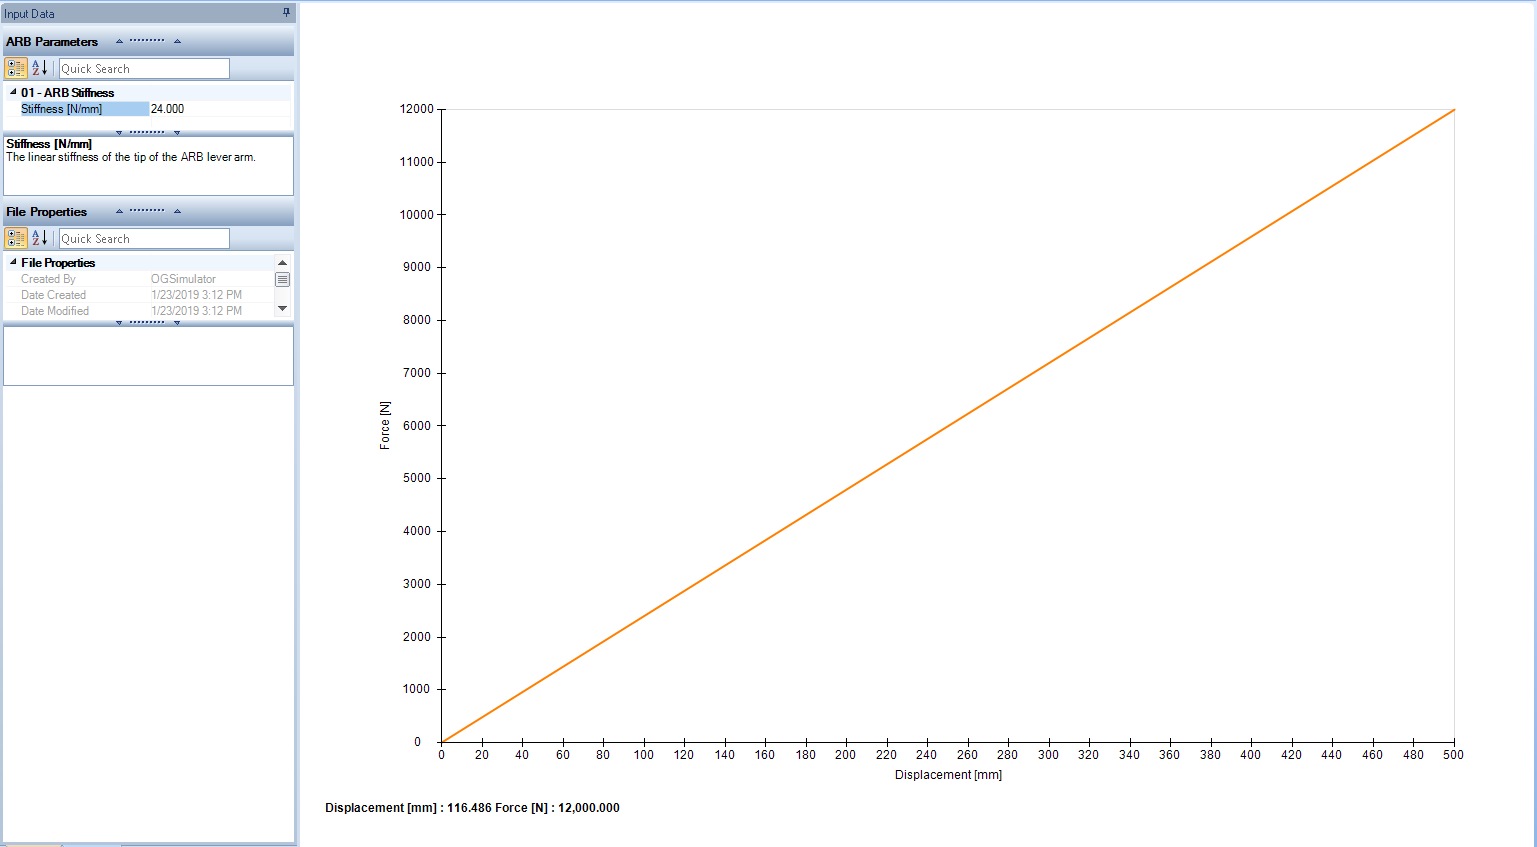 Input Data
ARB Parameters
Quick Search
01 - ARB Stiffness
Stiffness [N/mm] 24.000
Stiffness [N/mm]
The linear stiffness of the tip of the ARB lever arm.
File Properties
Quick Search
File Properties
Created By OGSimulator
Date Created 1/23/2019 3:12 PM
Date Modified 1/23/2019 3:12 PM
12000
11000
10000
9000
8000
7000
6000
5000
4000
3000
2000
1000
0
Force [N]
0 20 40 60 80 100 120 140 160 180 200 220 240 260 280 300 320 340 360 380 400 420 440 460 480 500
Displacement [mm]
Displacement [mm] : 116.486 Force [N] : 12,000.000